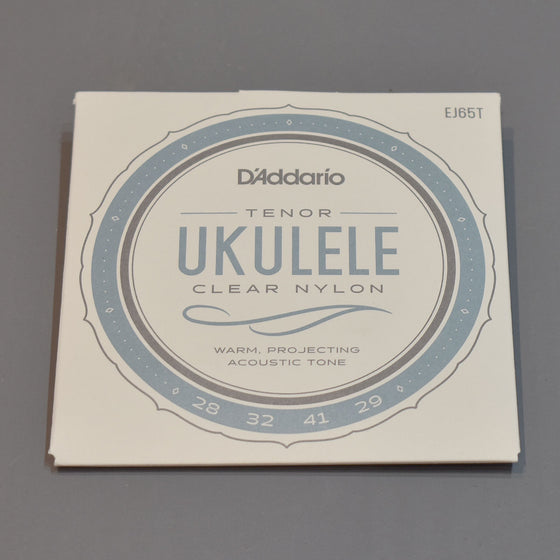 EJ65T
D'Addario
TENOR
UKULELE
CLEAR NYLON
WARM, PROJECTING
ACOUSTIC TONE
28 32 41 29